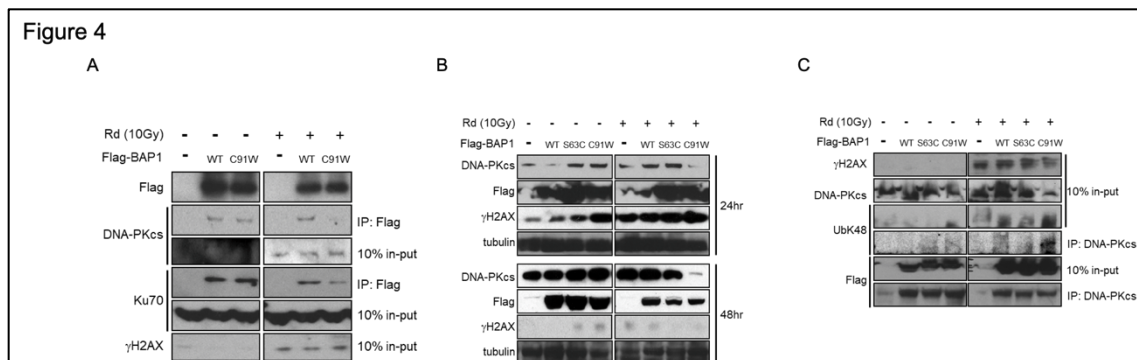 Figure 4
A
Rd (10Gy) - - - + + +
Flag-BAP1 - WT C91W - WT C91W
Flag
DNA-PKcs
IP: Flag
10% in-put
Ku70
IP: Flag
10% in-put
γH2AX
10% in-put
B
Rd (10Gy) - - - - + + + +
Flag-BAP1 - WT S63C C91W - WT S63C C91W
DNA-PKcs
Flag
γH2AX
tubulin
24hr
DNA-PKcs
Flag
γH2AX
tubulin
48hr
C
Rd (10Gy) - - - - + + + +
Flag-BAP1 - WT S63C C91W - WT S63C C91W
γH2AX
DNA-PKcs
10% in-put
UbK48
IP: DNA-PKcs
Flag
10% in-put
IP: DNA-PKcs